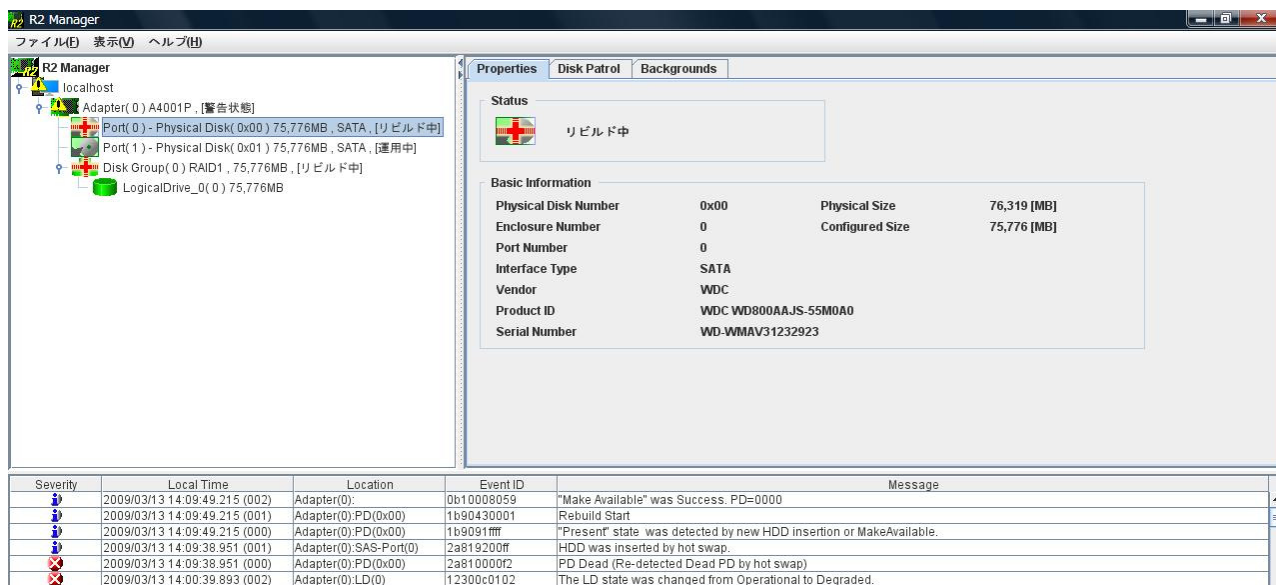 R2 Manager
ファイル(F) 表示(V) ヘルプ(H)
R2 Manager
localhost
Adapter( 0 ) A4001P , [警告状態]
Port( 0 ) - Physical Disk( 0x00 ) 75,776MB , SATA , [リビルド中]
Port( 1 ) - Physical Disk( 0x01 ) 75,776MB , SATA , [運用中]
Disk Group( 0 ) RAID1 , 75,776MB , [リビルド中]
LogicalDrive_0( 0 ) 75,776MB
Properties Disk Patrol Backgrounds
Status
リビルド中
Basic Information
Physical Disk Number 0x00 Physical Size 76,319 [MB]
Enclosure Number 0 Configured Size 75,776 [MB]
Port Number 0
Interface Type SATA
Vendor WDC
Product ID WDC WD800AAJS-55M0A0
Serial Number WD-WMAV31232923
Severity Local Time Location Event ID Message
2009/03/13 14:09:49.215 (002) Adapter(0): 0b10008059 "Make Available" was Success. PD=0000
2009/03/13 14:09:49.215 (001) Adapter(0):PD(0x00) 1b90430001 Rebuild Start
2009/03/13 14:09:49.215 (000) Adapter(0):PD(0x00) 1b9091ffff "Present" state was detected by new HDD insertion or MakeAvailable.
2009/03/13 14:09:38.951 (001) Adapter(0):SAS-Port(0) 2a819200ff HDD was inserted by hot swap.
2009/03/13 14:09:38.951 (000) Adapter(0):PD(0x00) 2a810000f2 PD Dead (Re-detected Dead PD by hot swap)
2009/03/13 14:00:39.893 (002) Adapter(0):LD(0) 12300c0102 The LD state was changed from Operational to Degraded.